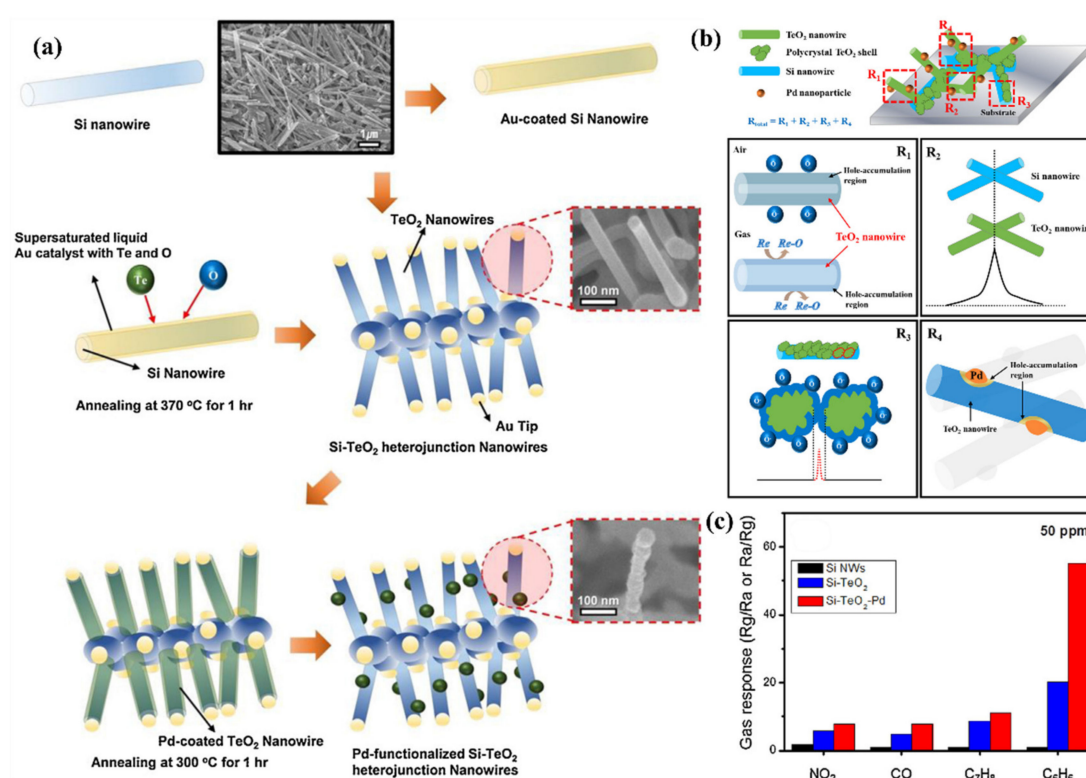 (a)
Si nanowire
1μm
Au-coated Si Nanowire
Supersaturated liquid
Au catalyst with Te and O
Te
O
Si Nanowire
Annealing at 370 °C for 1 hr
TeO₂ Nanowires
100 nm
Au Tip
Si-TeO₂ heterojunction Nanowires
Pd-coated TeO₂ Nanowire
Annealing at 300 °C for 1 hr
100 nm
Pd-functionalized Si-TeO₂
heterojunction Nanowires
(b)
TeO₂ nanowire
Polycrystal TeO₂ shell
Si nanowire
Pd nanoparticle
R_total = R₁ + R₂ + R₃ + R₄
R₁
R₂
R₃
R₄
Substrate
R₁
Air
Hole-accumulation
region
TeO₂ nanowire
Gas
Re Re-O
Re Re-O
Hole-accumulation
region
R₂
Si nanowire
TeO₂ nanowire
R₃
R₄
Pd
Hole-accumulation
region
TeO₂ nanowire
(c)
50 ppm
Gas response (Rg/Ra or Ra/Rg)
60
40
20
0
Si NWs
Si-TeO₂
Si-TeO₂-Pd
NO₂
CO